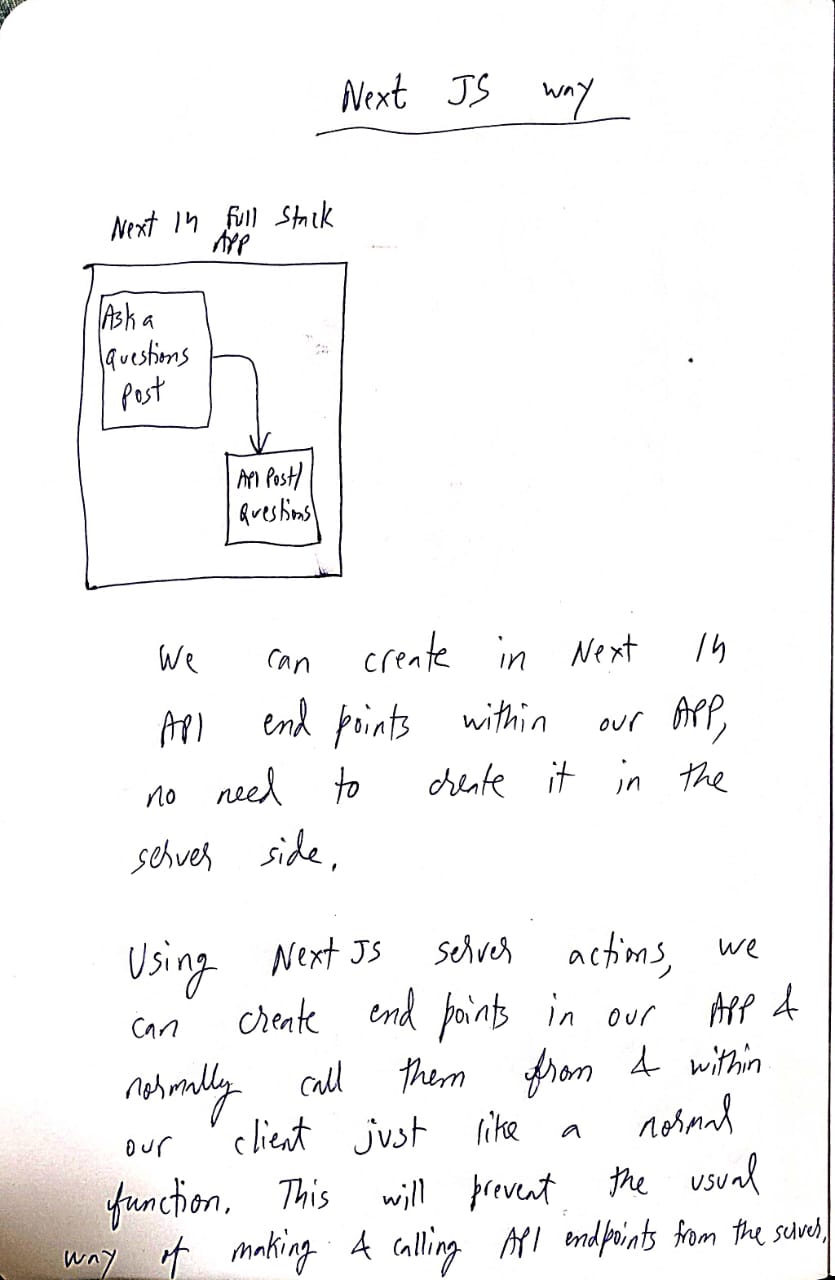 Next JS way
Next 14 Full Stack
App
Ask a
questions
Post
API Post/
Questions
We can create in Next 14
API end points within our APP,
no need to create it in the
server side.
Using Next JS server actions, we
can create end points in our APP &
normally call them from & within
our client just like a normal
function. This will prevent the usual
way of making & calling API endpoints from the server,